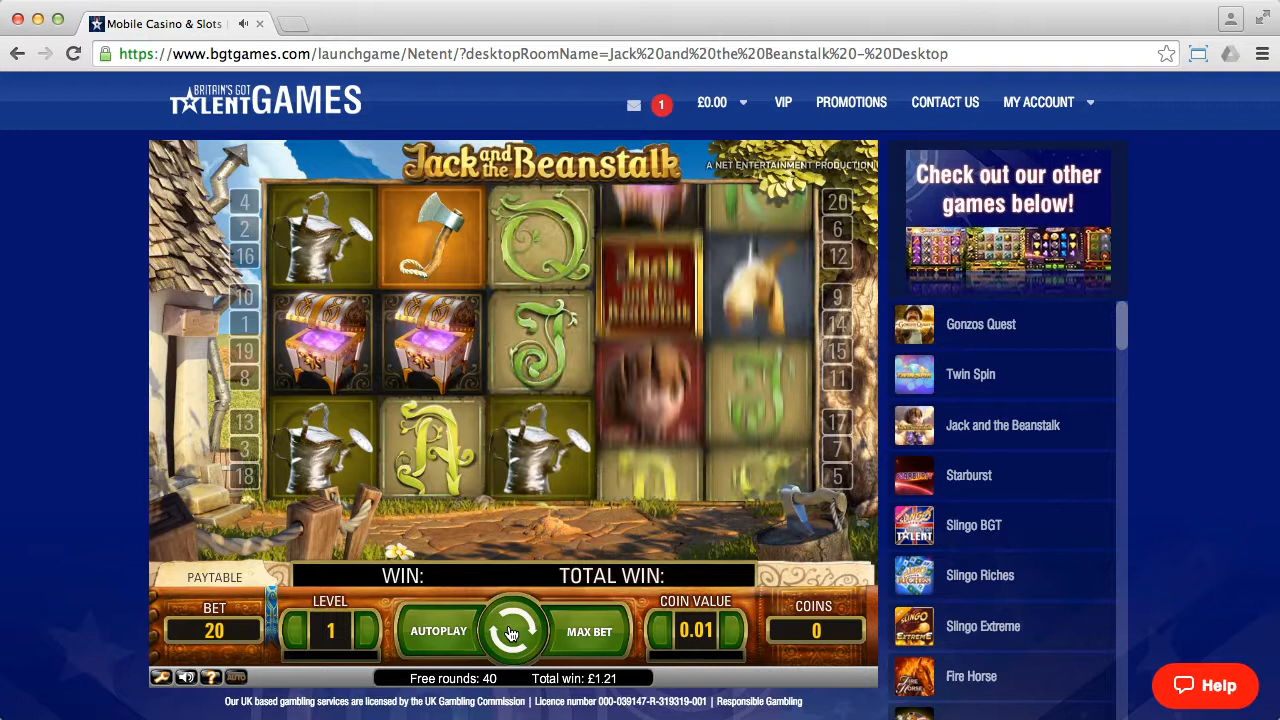 Mobile Casino & Slots
https://www.bgtgames.com/launchgame/Netent/?desktopRoomName=Jack%20and%20the%20Beanstalk%20-%20Desktop
BRITAIN'S GOT
TALENT GAMES
1
£0.00
VIP
PROMOTIONS
CONTACT US
MY ACCOUNT
Jack and the Beanstalk
A NET ENTERTAINMENT PRODUCTION
4
2
16
10
1
19
8
13
3
18
Q
J
A
20
6
12
9
14
15
11
17
7
5
WIN:
TOTAL WIN:
PAYTABLE
BET
20
LEVEL
1
AUTOPLAY
MAX BET
COIN VALUE
0.01
COINS
0
AUTO
Free rounds: 40
Total win: £1.21
Our UK based gambling services are licensed by the UK Gambling Commission | Licence number 000-039147-R-319319-001 | Responsible Gambling
Check out our other
games below!
Gonzos Quest
Twin Spin
Jack and the Beanstalk
Starburst
Slingo BGT
Slingo Riches
Slingo Extreme
Fire Horse
Help